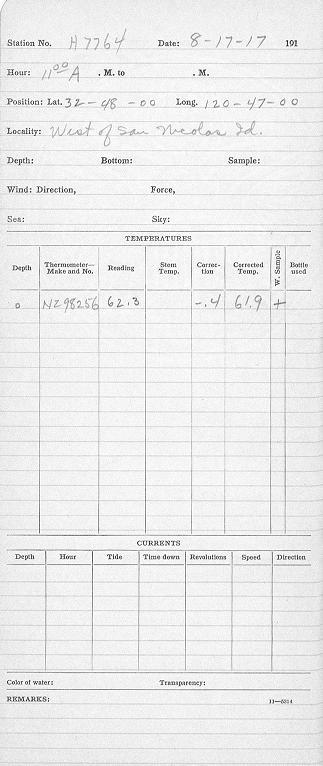 Station No. H7764 Date: 8-17-17 191
Hour: 11 00 A . M. to . M.
Position: Lat. 32-48-00 Long. 120-47-00
Locality: West of San Nicolas Id.
Depth: Bottom: Sample:
Wind: Direction, Force,
Sea: Sky:
TEMPERATURES
Depth Thermometer—Make and No. Reading Stem Temp. Correction Corrected Temp. W. Sample Bottle used
0 NZ98256 62.3 -.4 61.9 +
CURRENTS
Depth Hour Tide Time down Revolutions Speed Direction
Color of water: Transparency:
REMARKS: 11—5214